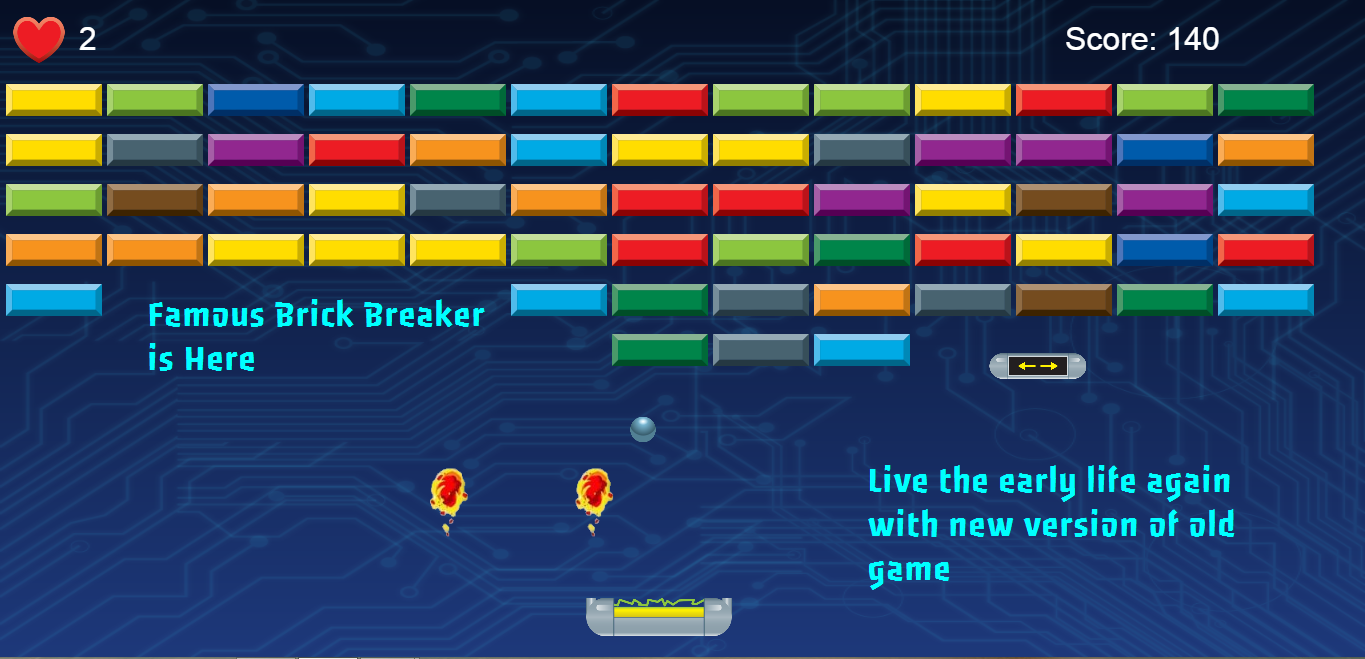 2
Score: 140
Famous Brick Breaker
is Here
Live the early life again
with new version of old
game